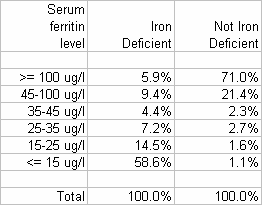 Serum ferritin level Iron Deficient Not Iron Deficient
>= 100 ug/l 5.9% 71.0%
45-100 ug/l 9.4% 21.4%
35-45 ug/l 4.4% 2.3%
25-35 ug/l 7.2% 2.7%
15-25 ug/l 14.5% 1.6%
<= 15 ug/l 58.6% 1.1%
Total 100.0% 100.0%